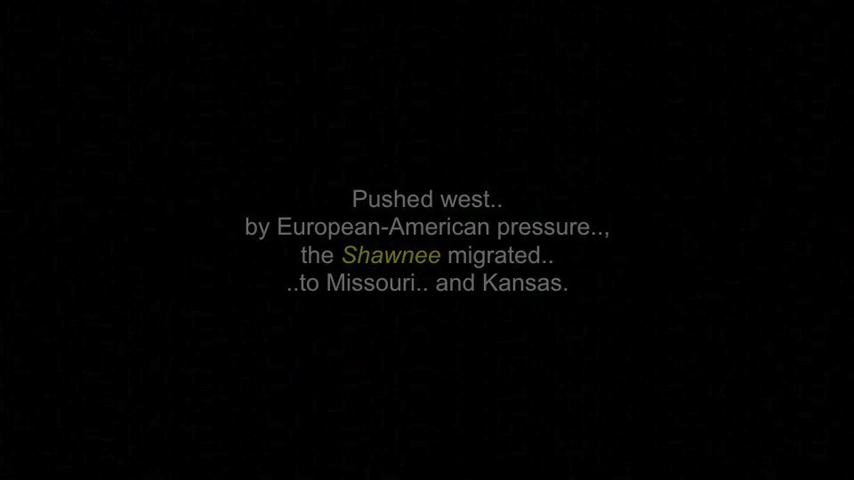 Pushed west..
by European-American pressure..,
the Shawnee migrated..
..to Missouri.. and Kansas.